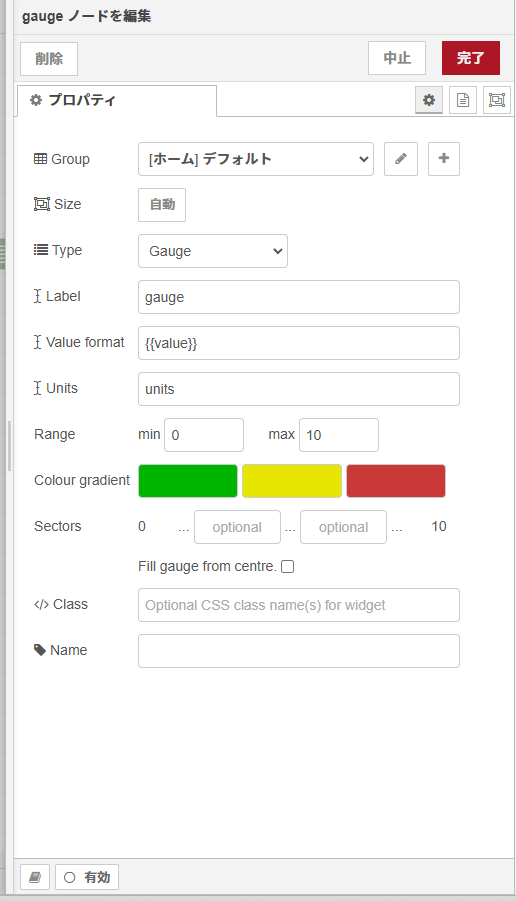 gauge ノードを編集
削除 中止 完了
プロパティ
Group [ホーム] デフォルト
Size 自動
Type Gauge
Label gauge
Value format {{value}}
Units units
Range min 0 max 10
Colour gradient
Sectors 0 ... optional ... optional ... 10
Fill gauge from centre.
</> Class Optional CSS class name(s) for widget
Name
有効